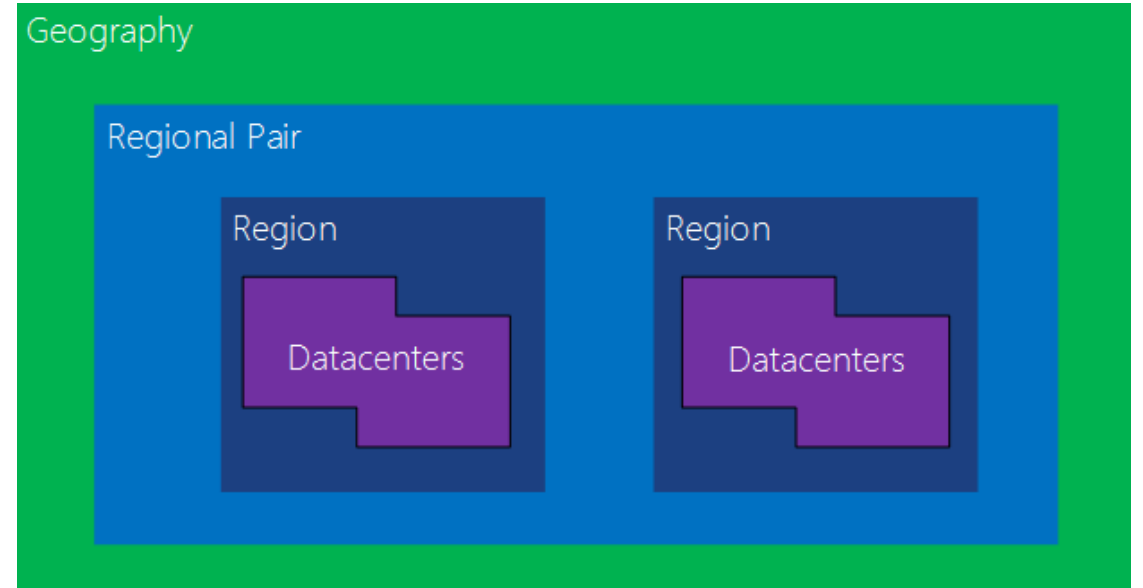 Geography
Regional Pair
Region
Region
Datacenters
Datacenters